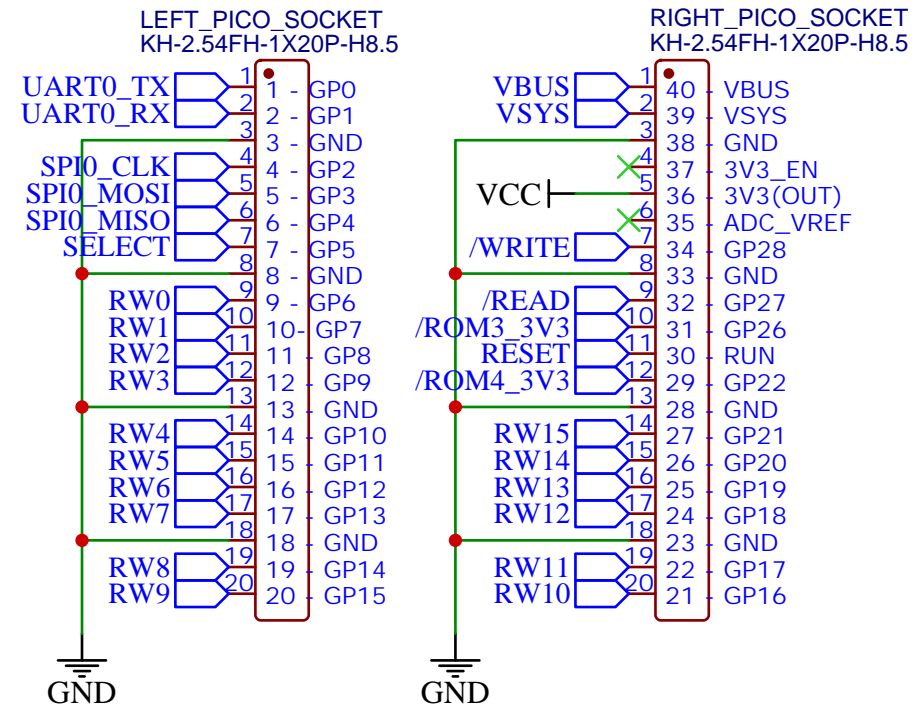 LEFT_PICO_SOCKET
KH-2.54FH-1X20P-H8.5
UART0_TX 1 1 - GP0
UART0_RX 2 2 - GP1
3 3 - GND
SPI0_CLK 4 4 - GP2
SPI0_MOSI 5 5 - GP3
SPI0_MISO 6 6 - GP4
SELECT 7 7 - GP5
8 8 - GND
RW0 9 9 - GP6
RW1 10 10- GP7
RW2 11 11 - GP8
RW3 12 12 - GP9
13 13 - GND
RW4 14 14 - GP10
RW5 15 15 - GP11
RW6 16 16 - GP12
RW7 17 17 - GP13
18 18 - GND
RW8 19 19 - GP14
RW9 20 20 - GP15
GND
RIGHT_PICO_SOCKET
KH-2.54FH-1X20P-H8.5
VBUS 1 40 - VBUS
VSYS 2 39 - VSYS
3 38 - GND
4 37 - 3V3_EN
VCC 5 36 - 3V3(OUT)
6 35 - ADC_VREF
/WRITE 7 34 - GP28
8 33 - GND
/READ 9 32 - GP27
/ROM3_3V3 10 31 - GP26
RESET 11 30 - RUN
/ROM4_3V3 12 29 - GP22
13 28 - GND
RW15 14 27 - GP21
RW14 15 26 - GP20
RW13 16 25 - GP19
RW12 17 24 - GP18
18 23 - GND
RW11 19 22 - GP17
RW10 20 21 - GP16
GND